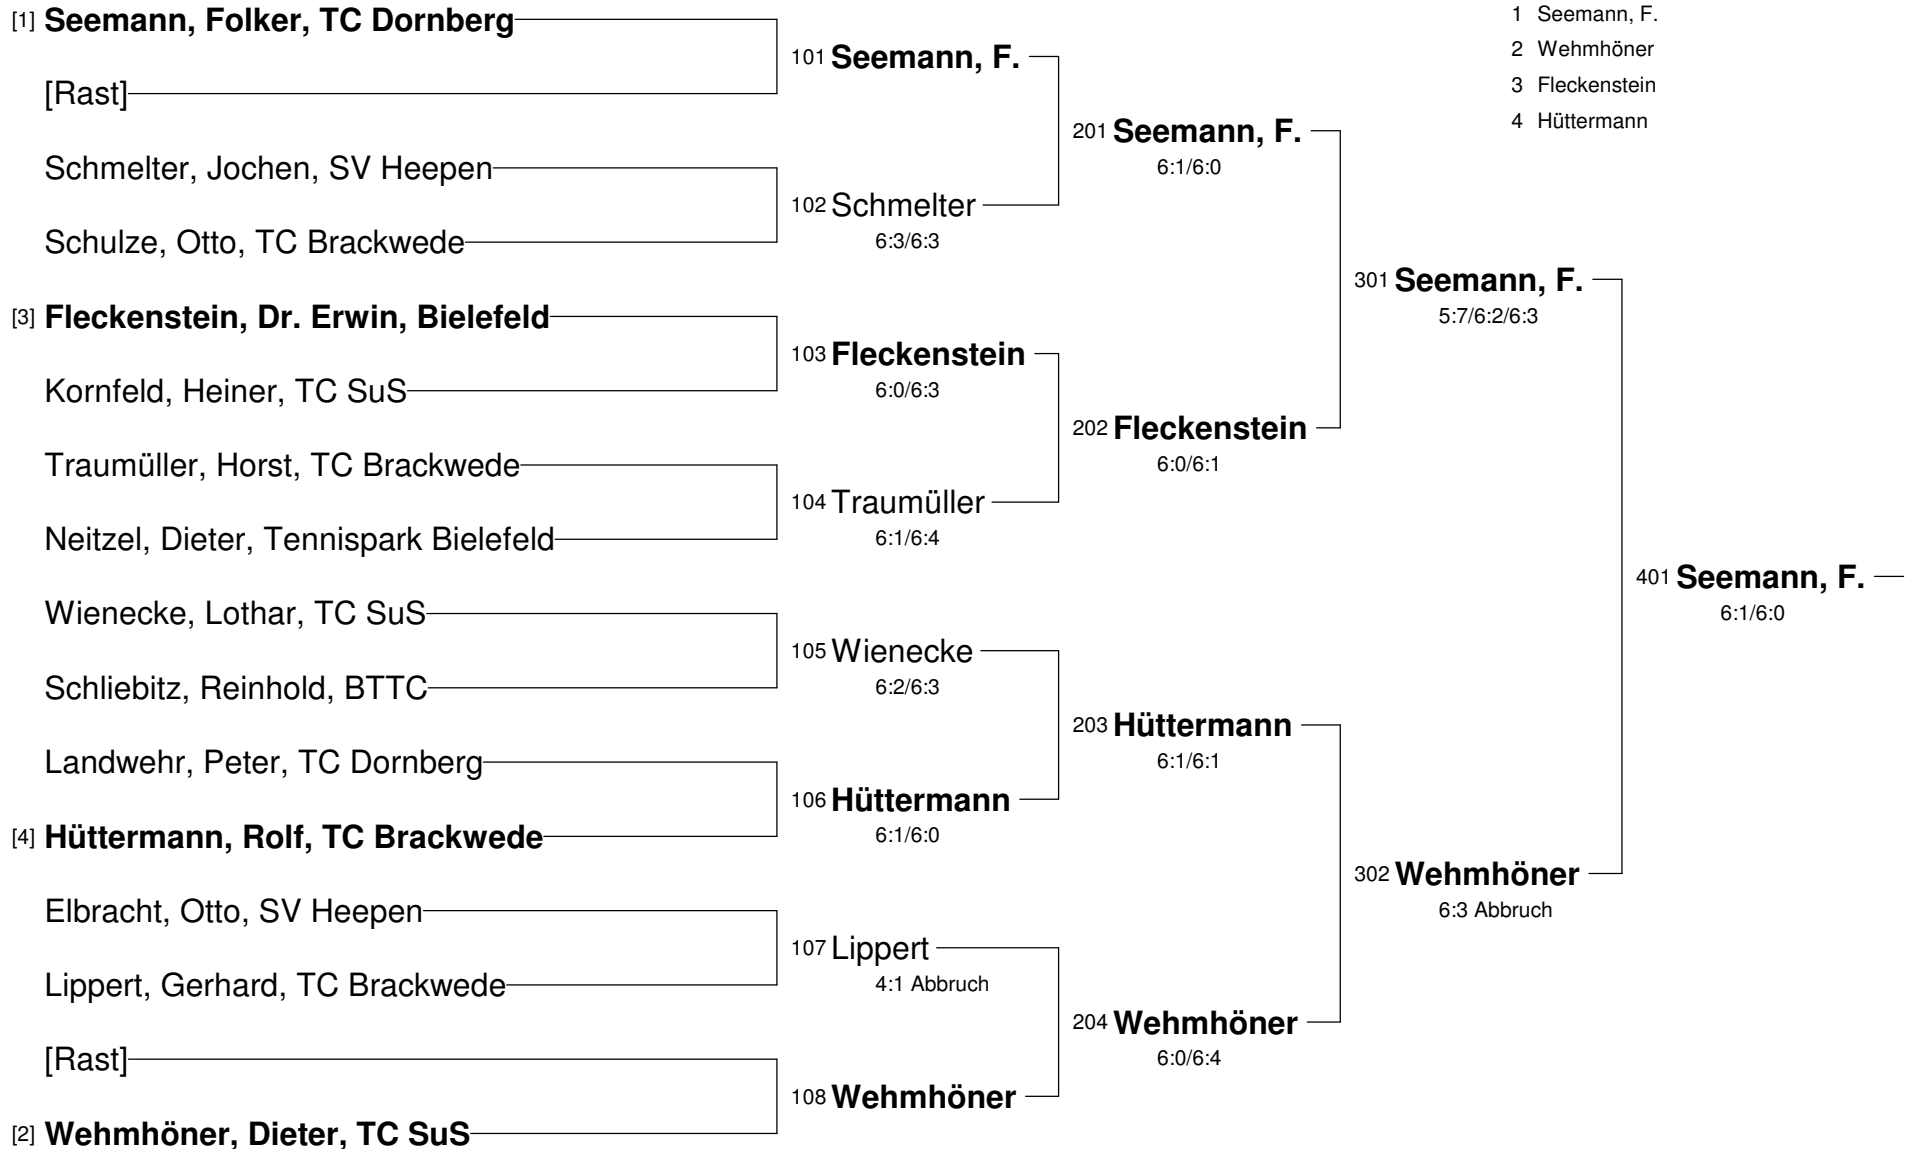 [1] Seemann, Folker, TC Dornberg
[Rast]
Schmelter, Jochen, SV Heepen
Schulze, Otto, TC Brackwede
[3] Fleckenstein, Dr. Erwin, Bielefeld
Kornfeld, Heiner, TC SuS
Traumüller, Horst, TC Brackwede
Neitzel, Dieter, Tennispark Bielefeld
Wienecke, Lothar, TC SuS
Schliebitz, Reinhold, BTTC
Landwehr, Peter, TC Dornberg
[4] Hüttermann, Rolf, TC Brackwede
Elbracht, Otto, SV Heepen
Lippert, Gerhard, TC Brackwede
[Rast]
[2] Wehmhöner, Dieter, TC SuS
101 Seemann, F.
102 Schmelter
6:3/6:3
103 Fleckenstein
6:0/6:3
104 Traumüller
6:1/6:4
105 Wienecke
6:2/6:3
106 Hüttermann
6:1/6:0
107 Lippert
4:1 Abbruch
108 Wehmhöner
201 Seemann, F.
6:1/6:0
202 Fleckenstein
6:0/6:1
203 Hüttermann
6:1/6:1
204 Wehmhöner
6:0/6:4
301 Seemann, F.
5:7/6:2/6:3
302 Wehmhöner
6:3 Abbruch
401 Seemann, F.
6:1/6:0
1 Seemann, F.
2 Wehmhöner
3 Fleckenstein
4 Hüttermann